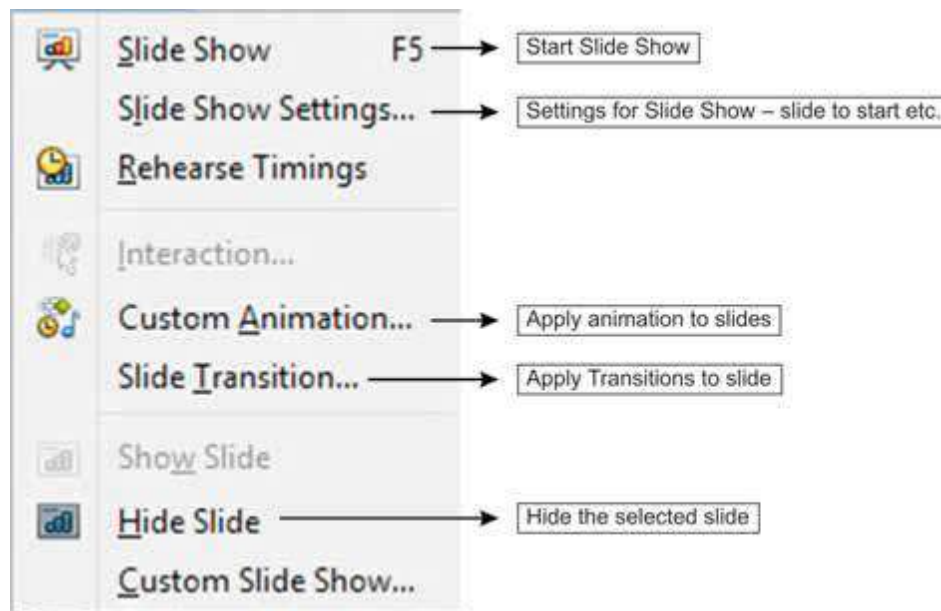 Slide Show F5 Start Slide Show
Slide Show Settings... Settings for Slide Show – slide to start etc.
Rehearse Timings
Interaction...
Custom Animation... Apply animation to slides
Slide Transition... Apply Transitions to slide
Show Slide
Hide Slide Hide the selected slide
Custom Slide Show...